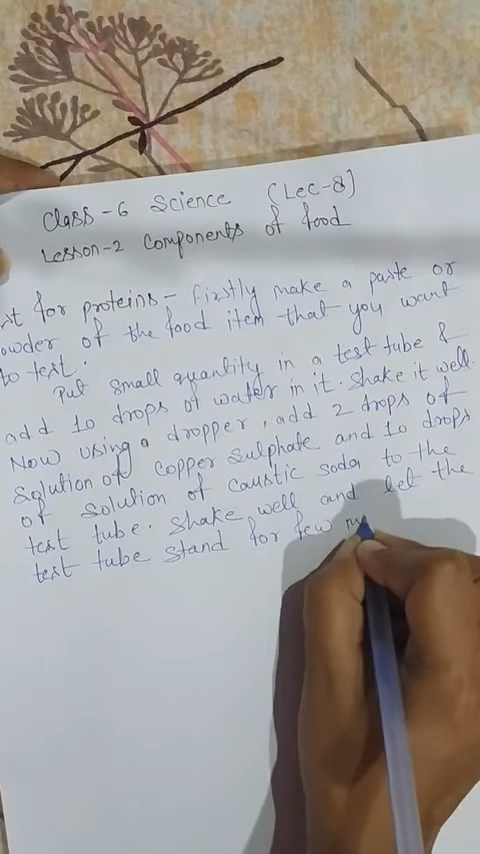 Class-6 Science (Lec-8)
Lesson-2 Components of food
st for proteins - Firstly make a paste or
owder of the food item that you want
to text.
Put small quantity in a test tube &
add 10 drops of water in it. Shake it well.
Now using a dropper, add 2 drops of
Solution of Copper Sulphate and 10 drops
of solution of caustic soda to the
test tube. Shake well and let the
test tube stand for few m